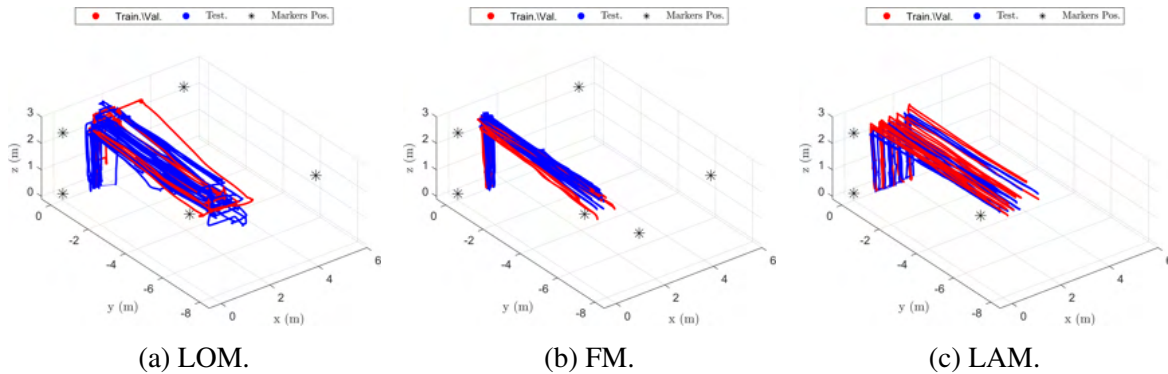 Train.\Val. Test. Markers Pos.
3
2
1
0
z (m)
0
-2
-4
-6
-8
y (m)
0
2
4
6
x (m)
(a) LOM.
Train.\Val. Test. Markers Pos.
3
2
1
0
z (m)
0
-2
-4
-6
-8
y (m)
0
2
4
6
x (m)
(b) FM.
Train.\Val. Test. Markers Pos.
3
2
1
0
z (m)
0
-2
-4
-6
-8
y (m)
0
2
4
6
x (m)
(c) LAM.